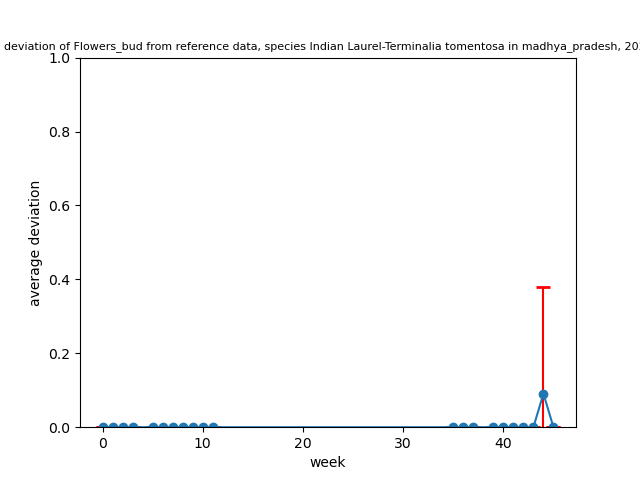 deviation of Flowers_bud from reference data, species Indian Laurel-Terminalia tomentosa in madhya_pradesh,
1.0
0.8
0.6
0.4
0.2
0.0
average deviation
0 10 20 30 40
week